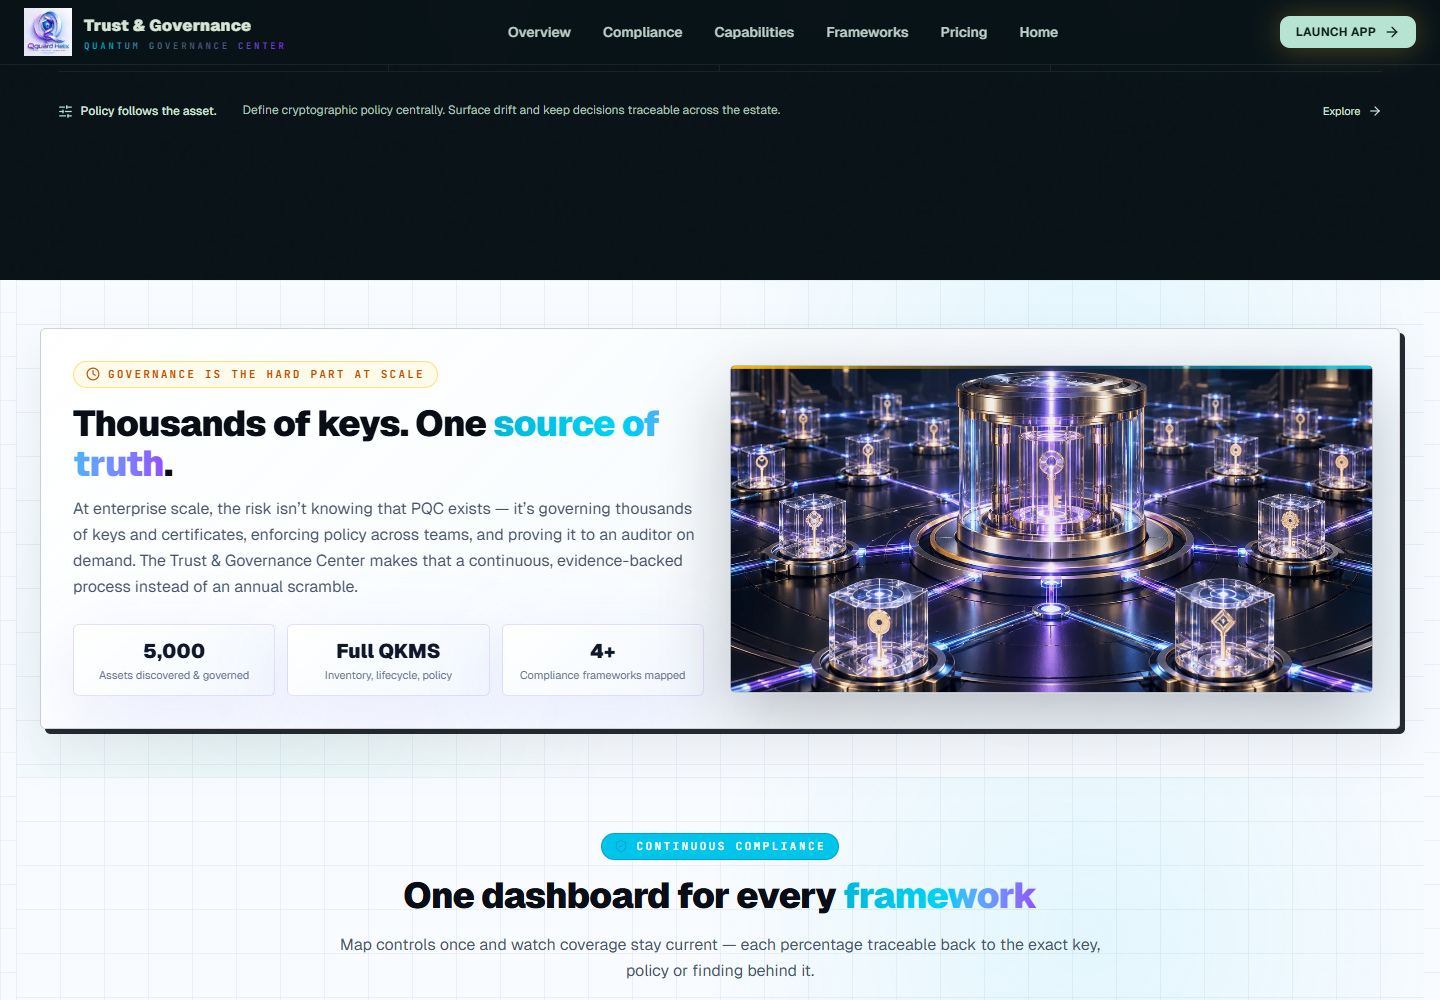 Qguard Helix
Trust & Governance
QUANTUM GOVERNANCE CENTER
Overview
Compliance
Capabilities
Frameworks
Pricing
Home
LAUNCH APP
Policy follows the asset.
Define cryptographic policy centrally. Surface drift and keep decisions traceable across the estate.
Explore
GOVERNANCE IS THE HARD PART AT SCALE
Thousands of keys. One source of
truth.
At enterprise scale, the risk isn’t knowing that PQC exists — it’s governing thousands
of keys and certificates, enforcing policy across teams, and proving it to an auditor on
demand. The Trust & Governance Center makes that a continuous, evidence-backed
process instead of an annual scramble.
5,000
Assets discovered & governed
Full QKMS
Inventory, lifecycle, policy
4+
Compliance frameworks mapped
CONTINUOUS COMPLIANCE
One dashboard for every framework
Map controls once and watch coverage stay current — each percentage traceable back to the exact key,
policy or finding behind it.